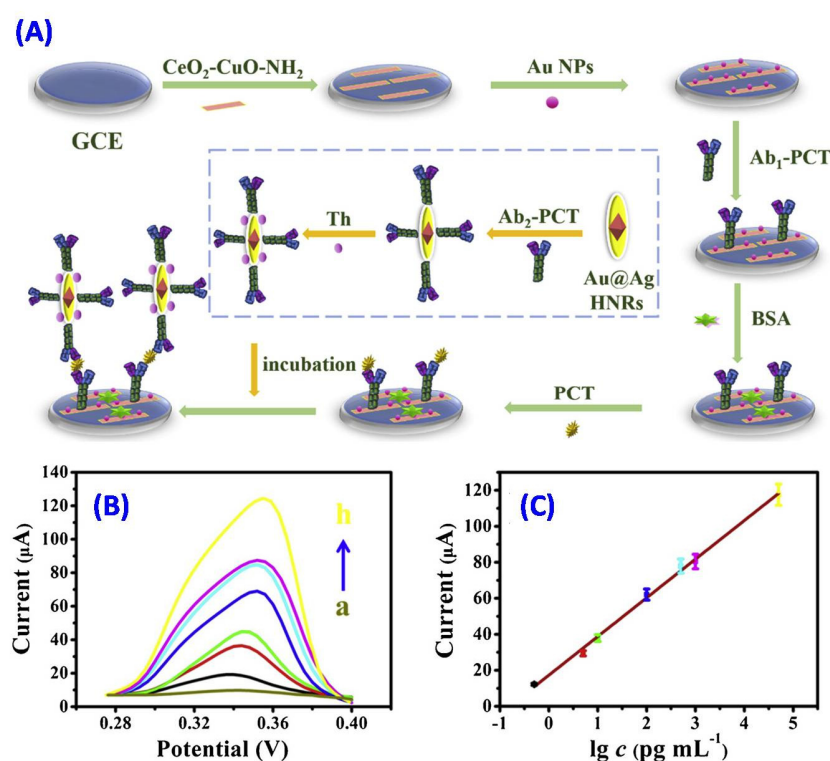 (A)
CeO₂-CuO-NH₂
Au NPs
GCE
Ab₁-PCT
Th
Ab₂-PCT
Au@Ag
HNRs
BSA
incubation
PCT
(B)
h
a
140
120
100
80
60
40
20
0
Current (μA)
0.28
0.32
0.36
0.40
Potential (V)
(C)
120
100
80
60
40
20
0
Current (μA)
-1
0
1
2
3
4
5
lg c (pg mL⁻¹)